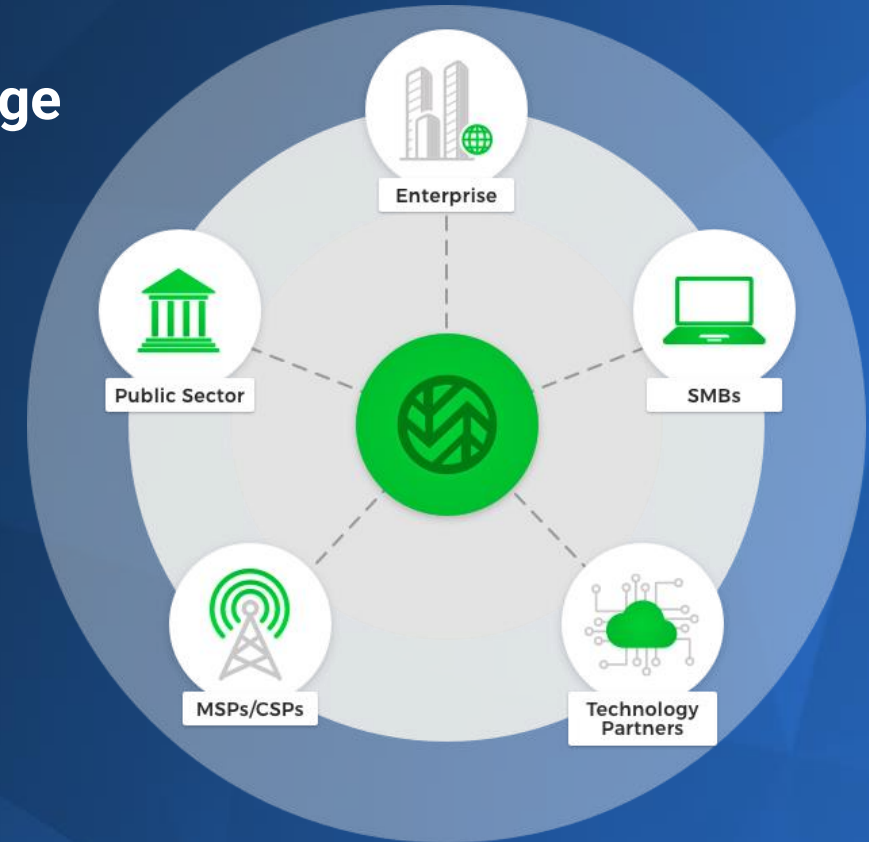 ge
Enterprise
Public Sector
SMBs
MSPs/CSPs
Technology
Partners